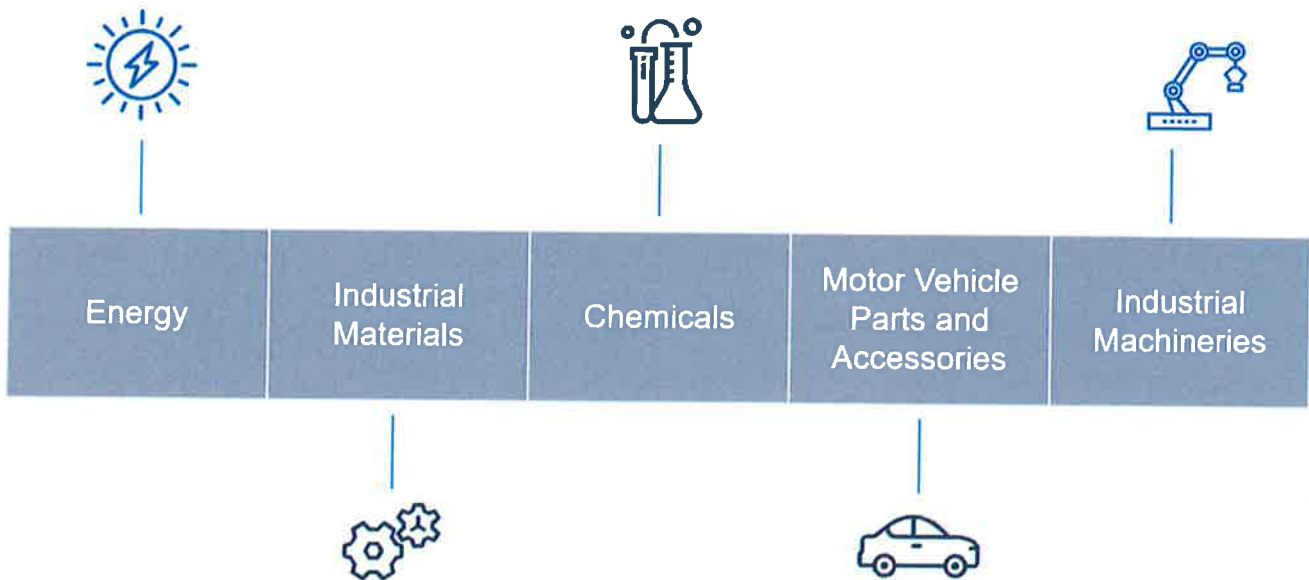 Energy
Industrial
Materials
Chemicals
Motor Vehicle
Parts and
Accessories
Industrial
Machineries